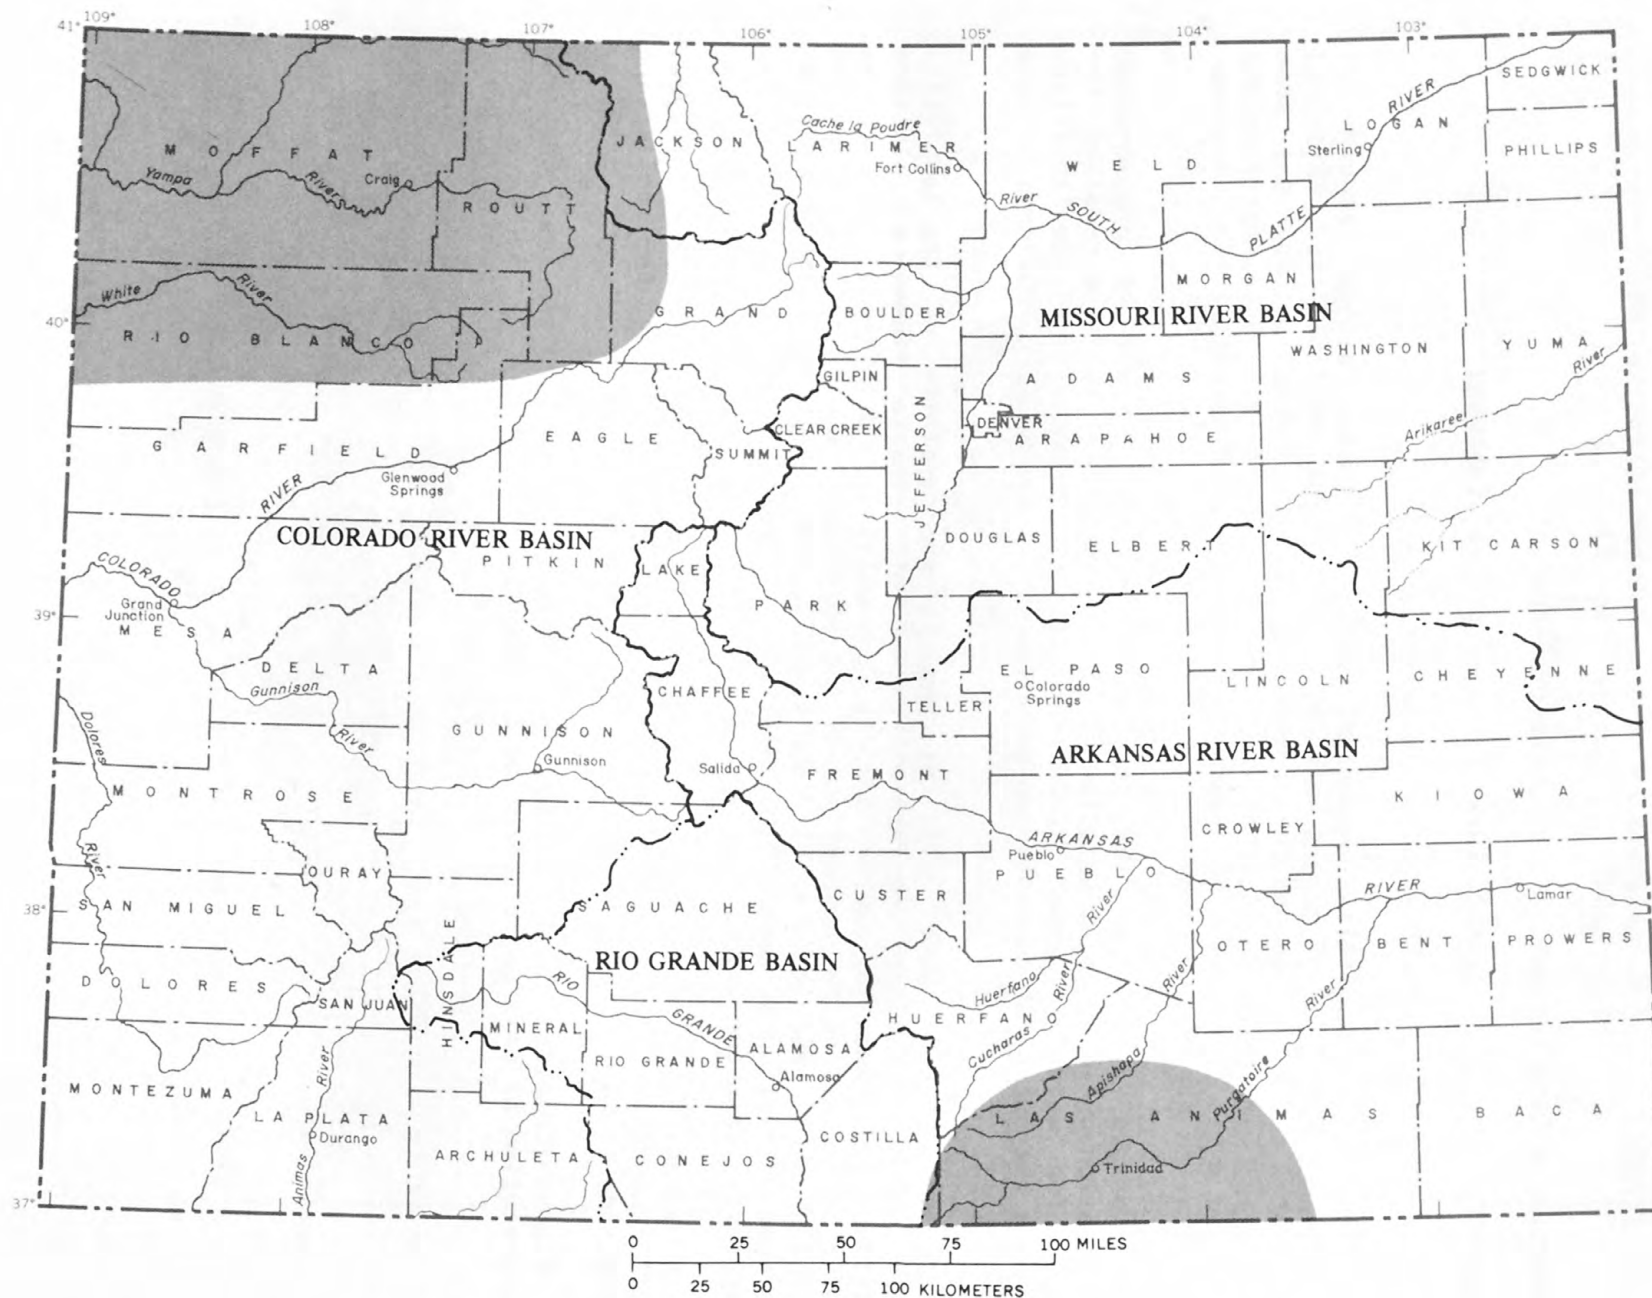 41° 109° 108° 107° 106° 105° 104° 103°
SEDGWICK
RIVER
LOGAN
JACKSON
Cache la Poudre
LARIMER
Fort Collins
WELD
Sterling
PHILLIPS
MOFFAT
Yampa
River
Craig
ROUTT
River
SOUTH
PLATTE
MORGAN
White
River
40°
RIO BLANCO
GRAND
BOULDER
MISSOURI RIVER BASIN
WASHINGTON
YUMA
River
GILPIN
ADAMS
JEFFERSON
DENVER
CLEAR CREEK
ARAPAHOE
Arikaree
GARFIELD
EAGLE
SUMMIT
Glenwood
Springs
RIVER
COLORADO RIVER BASIN
PITKIN
DOUGLAS
ELBERT
KIT CARSON
COLORADO
LAKE
Grand
Junction
39°
MESA
PARK
DELTA
Gunnison
EL PASO
Colorado
Springs
LINCOLN
CHEYENNE
CHAFFEE
TELLER
Dolores
GUNNISON
River
Gunnison
ARKANSAS RIVER BASIN
Salida
FREMONT
MONTROSE
KIOWA
CROWLEY
ARKANSAS
Pueblo
PUEBLO
River
OURAY
CUSTER
RIVER
Lamar
38°
SAN MIGUEL
SAGUACHE
River
HINSDALE
OTERO
BENT
PROWERS
RIO GRANDE BASIN
DOLORES
RIO
Huerfano
River
River
River
SAN JUAN
MINERAL
GRANDE
HUERFANO
RIO GRANDE
ALAMOSA
Cucharas
Alamosa
Apishapa
Purgatoire
River
MONTEZUMA
LA PLATA
Durango
LAS ANIMAS
BACA
ARCHULETA
CONEJOS
COSTILLA
Trinidad
Animas
37°
0 25 50 75 100 MILES
0 25 50 75 100 KILOMETERS